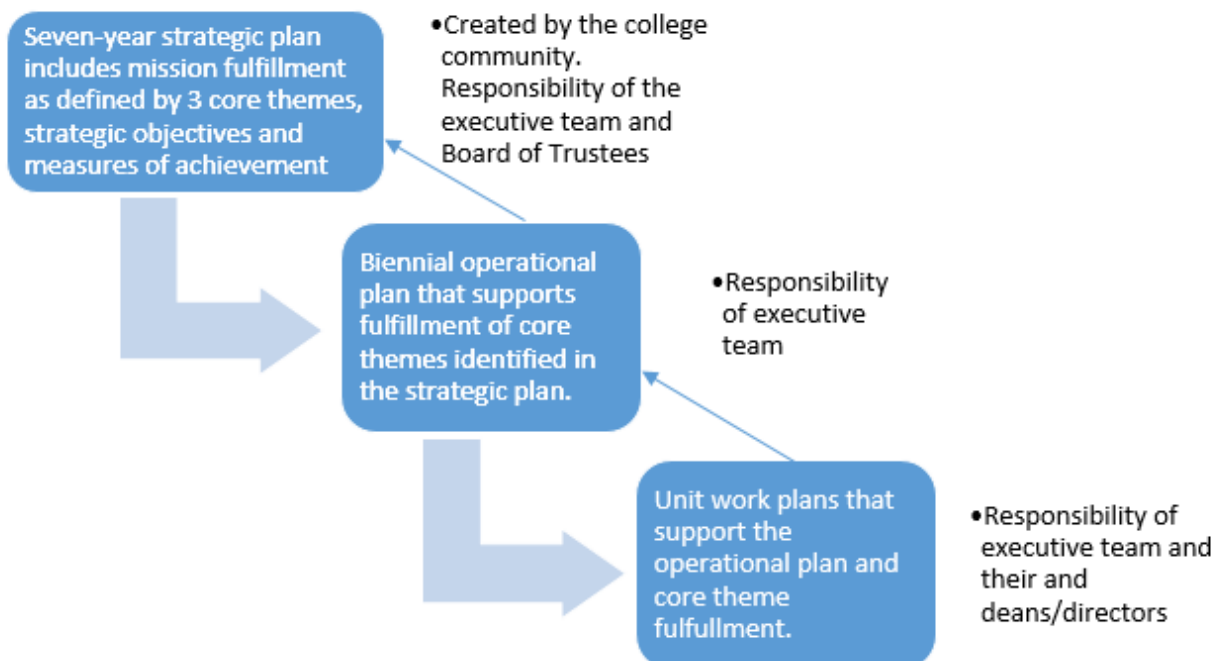 Seven-year strategic plan
includes mission fulfillment
as defined by 3 core themes,
strategic objectives and
measures of achievement
•Created by the college
community.
Responsibility of the
executive team and
Board of Trustees
Biennial operational
plan that supports
fulfillment of core
themes identified in
the strategic plan.
•Responsibility
of executive
team
Unit work plans that
support the
operational plan and
core theme
fulfullment.
•Responsibility of
executive team and
their and
deans/directors